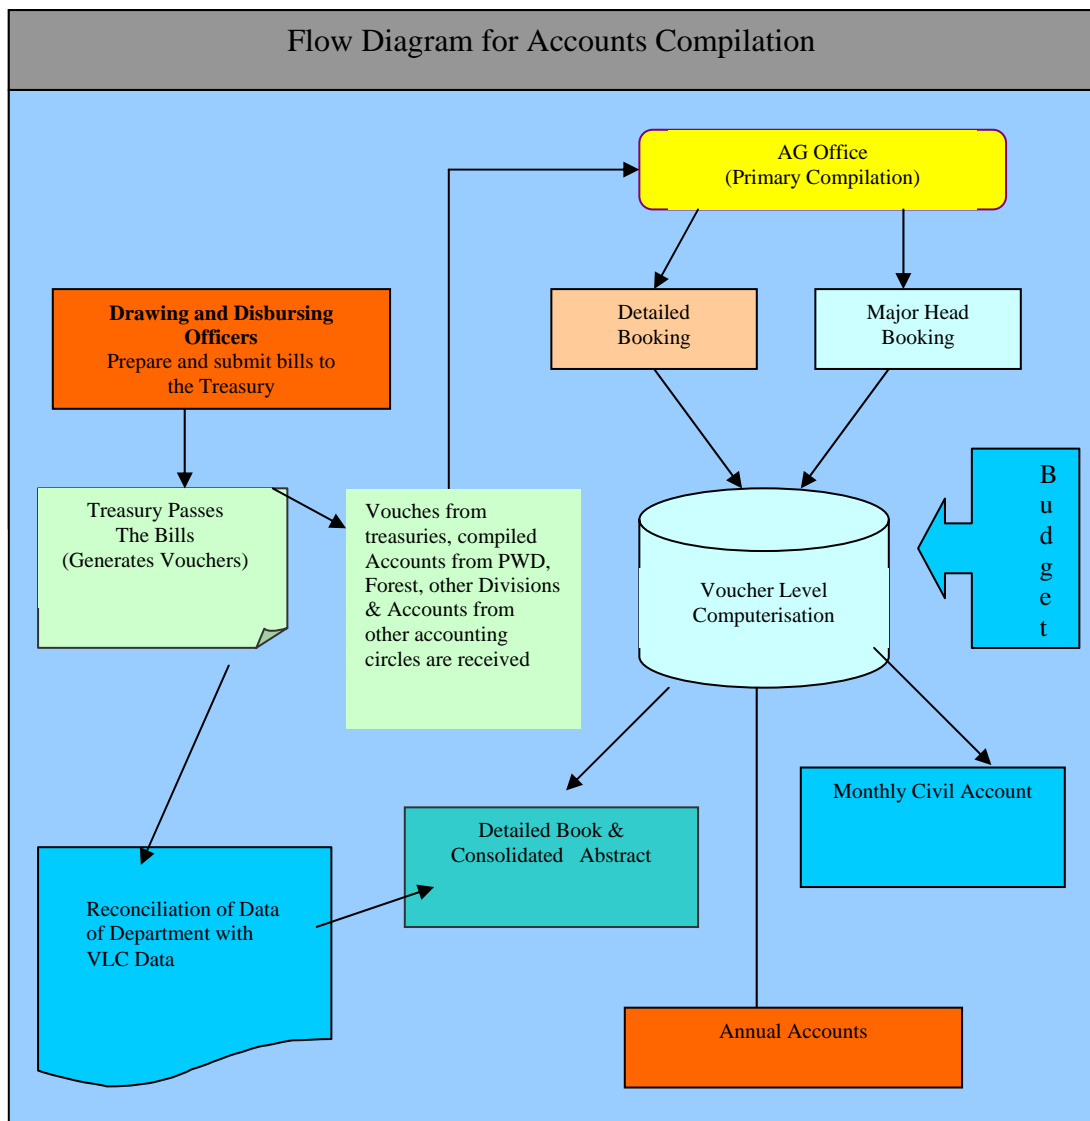 Flow Diagram for Accounts Compilation
AG Office
(Primary Compilation)
Drawing and Disbursing
Officers
Prepare and submit bills to
the Treasury
Detailed
Booking
Major Head
Booking
Treasury Passes
The Bills
(Generates Vouchers)
Vouches from
treasuries, compiled
Accounts from PWD,
Forest, other Divisions
& Accounts from
other accounting
circles are received
Voucher Level
Computerisation
B
u
d
g
e
t
Monthly Civil Account
Detailed Book &
Consolidated Abstract
Reconciliation of Data
of Department with
VLC Data
Annual Accounts